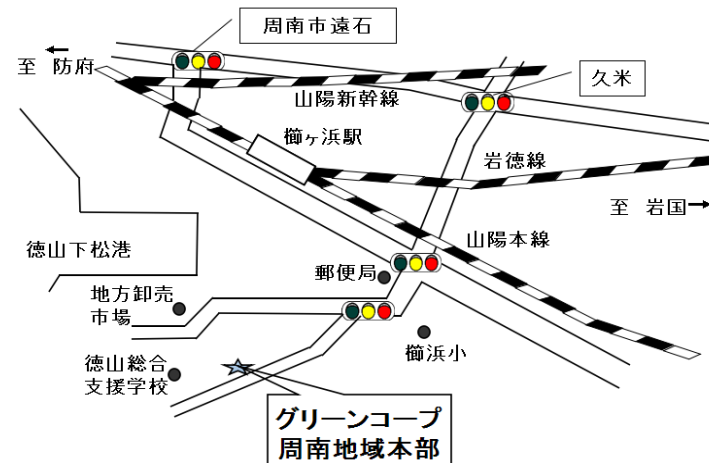 周南市遠石
至 防府
久米
山陽新幹線
櫛ヶ浜駅
岩徳線
至 岩国
山陽本線
徳山下松港
郵便局
地方卸売
市場
櫛浜小
徳山総合
支援学校
グリーンコープ
周南地域本部